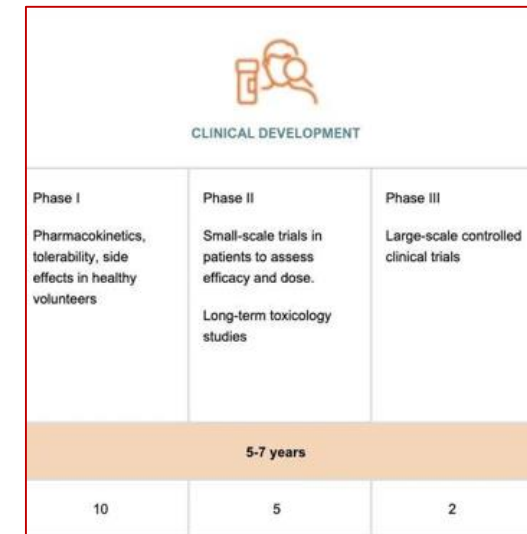 CLINICAL DEVELOPMENT
Phase I
Pharmacokinetics,
tolerability, side
effects in healthy
volunteers
Phase II
Small-scale trials in
patients to assess
efficacy and dose.
Long-term toxicology
studies
Phase III
Large-scale controlled
clinical trials
5-7 years
10 5 2